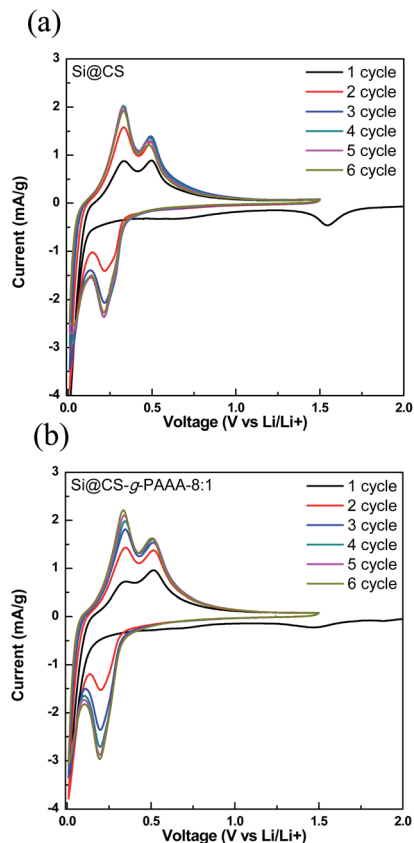 (a)
Si@CS
1 cycle
2 cycle
3 cycle
4 cycle
5 cycle
6 cycle
Current (mA/g)
3
2
1
0
-1
-2
-3
-4
0.0 0.5 1.0 1.5 2.0
Voltage (V vs Li/Li+)
(b)
Si@CS-g-PAAA-8:1
1 cycle
2 cycle
3 cycle
4 cycle
5 cycle
6 cycle
Current (mA/g)
3
2
1
0
-1
-2
-3
-4
0.0 0.5 1.0 1.5 2.0
Voltage (V vs Li/Li+)